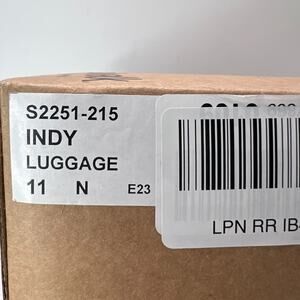 S2251-215
INDY
LUGGAGE
11 N E23
LPN RR IB